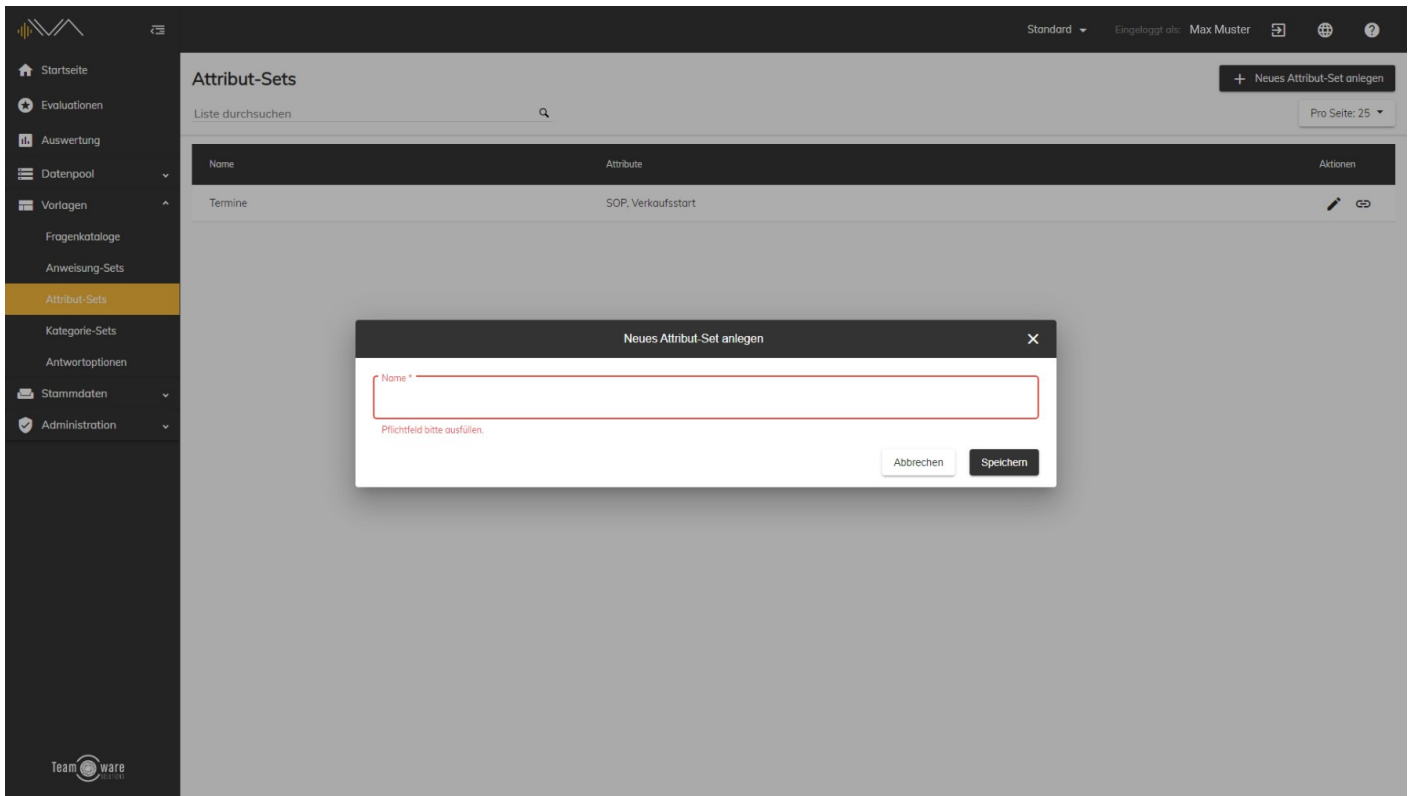 Standard
Eingeloggt als: Max Muster
Startseite
Evaluationen
Auswertung
Datenpool
Vorlagen
Fragenkataloge
Anweisung-Sets
Attribut-Sets
Kategorie-Sets
Antwortoptionen
Stammdaten
Administration
Teamware
SOLUTIONS
Attribut-Sets
+ Neues Attribut-Set anlegen
Liste durchsuchen
Pro Seite: 25
Name Attribute Aktionen
Termine SOP, Verkaufsstart
Neues Attribut-Set anlegen
Name *
Pflichtfeld bitte ausfüllen.
Abbrechen Speichern